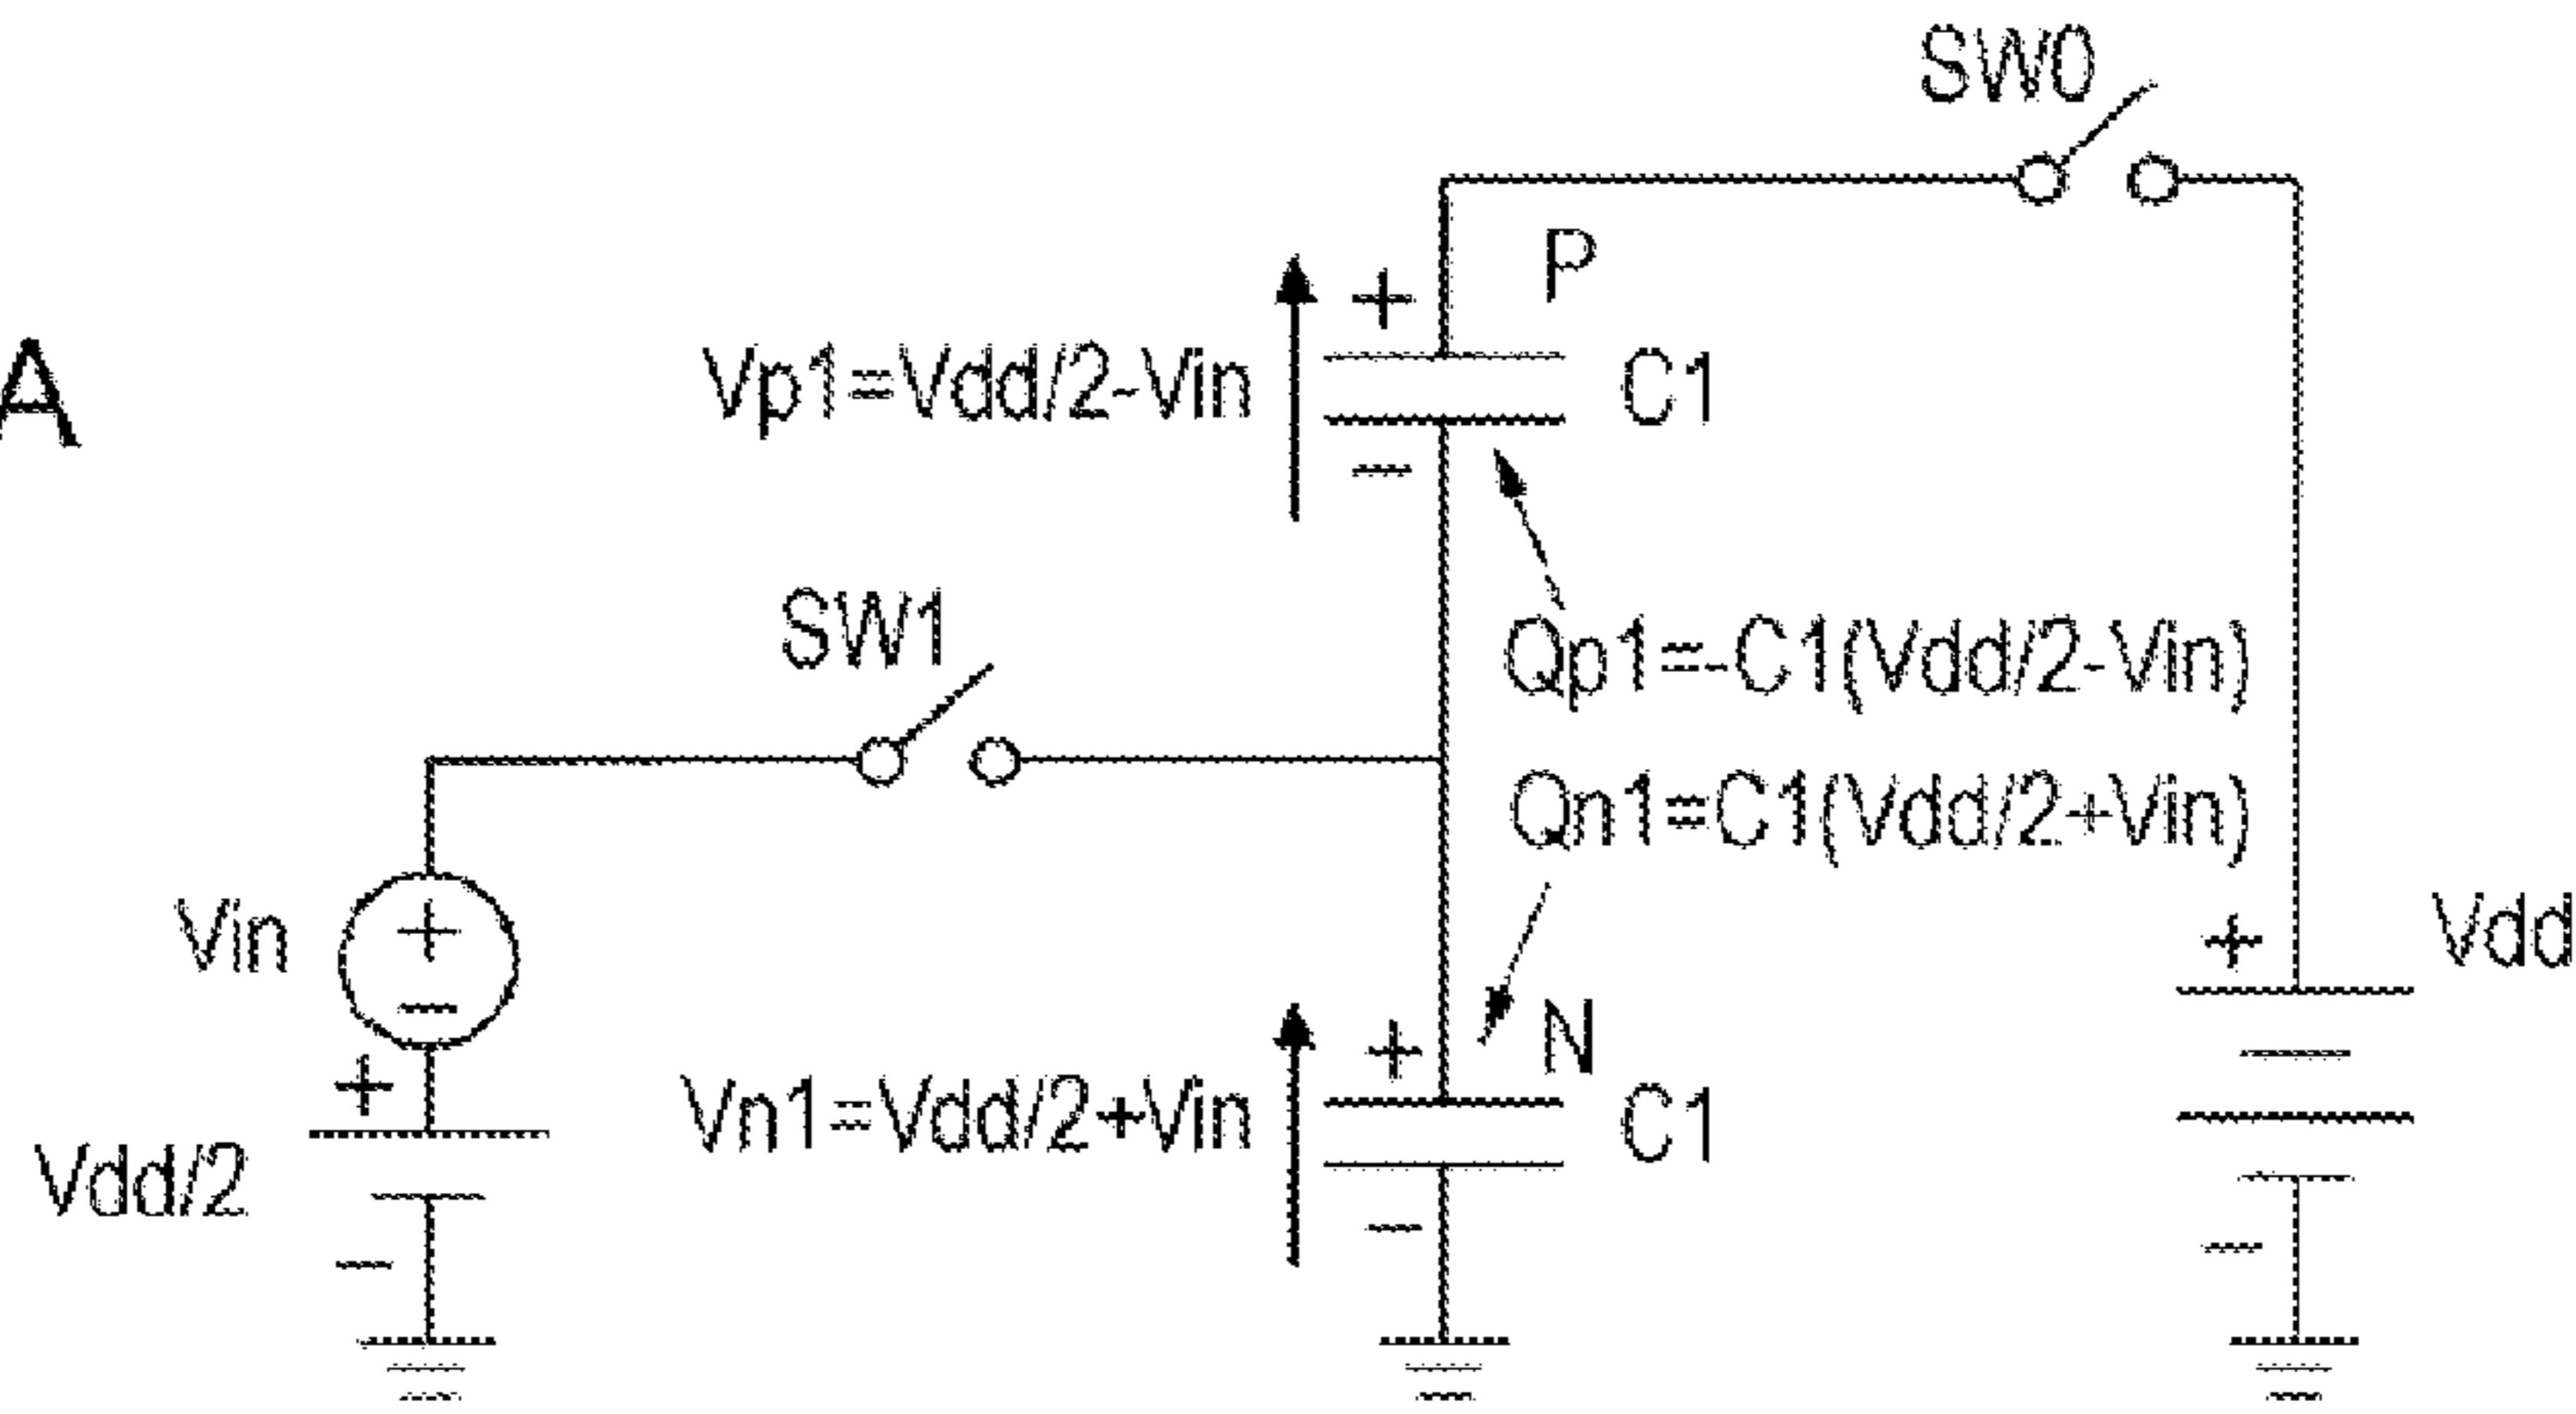 SW0
P
A
Vp1=Vdd/2-Vin
+
-
C1
SW1
Qp1=-C1(Vdd/2-Vin)
Qn1=C1(Vdd/2+Vin)
Vin
+
-
+
Vdd
N
+
Vdd/2
-
Vn1=Vdd/2+Vin
+
-
C1
-